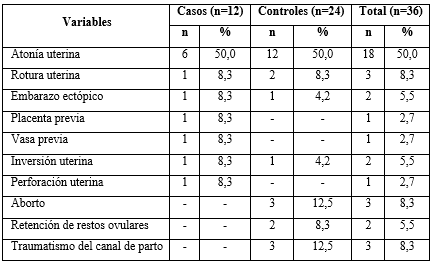 Variables Casos (n=12) Controles (n=24) Total (n=36)
n % n % n %
Atonía uterina 6 50,0 12 50,0 18 50,0
Rotura uterina 1 8,3 2 8,3 3 8,3
Embarazo ectópico 1 8,3 1 4,2 2 5,5
Placenta previa 1 8,3 - - 1 2,7
Vasa previa 1 8,3 - - 1 2,7
Inversión uterina 1 8,3 1 4,2 2 5,5
Perforación uterina 1 8,3 - - 1 2,7
Aborto - - 3 12,5 3 8,3
Retención de restos ovulares - - 2 8,3 2 5,5
Traumatismo del canal de parto - - 3 12,5 3 8,3